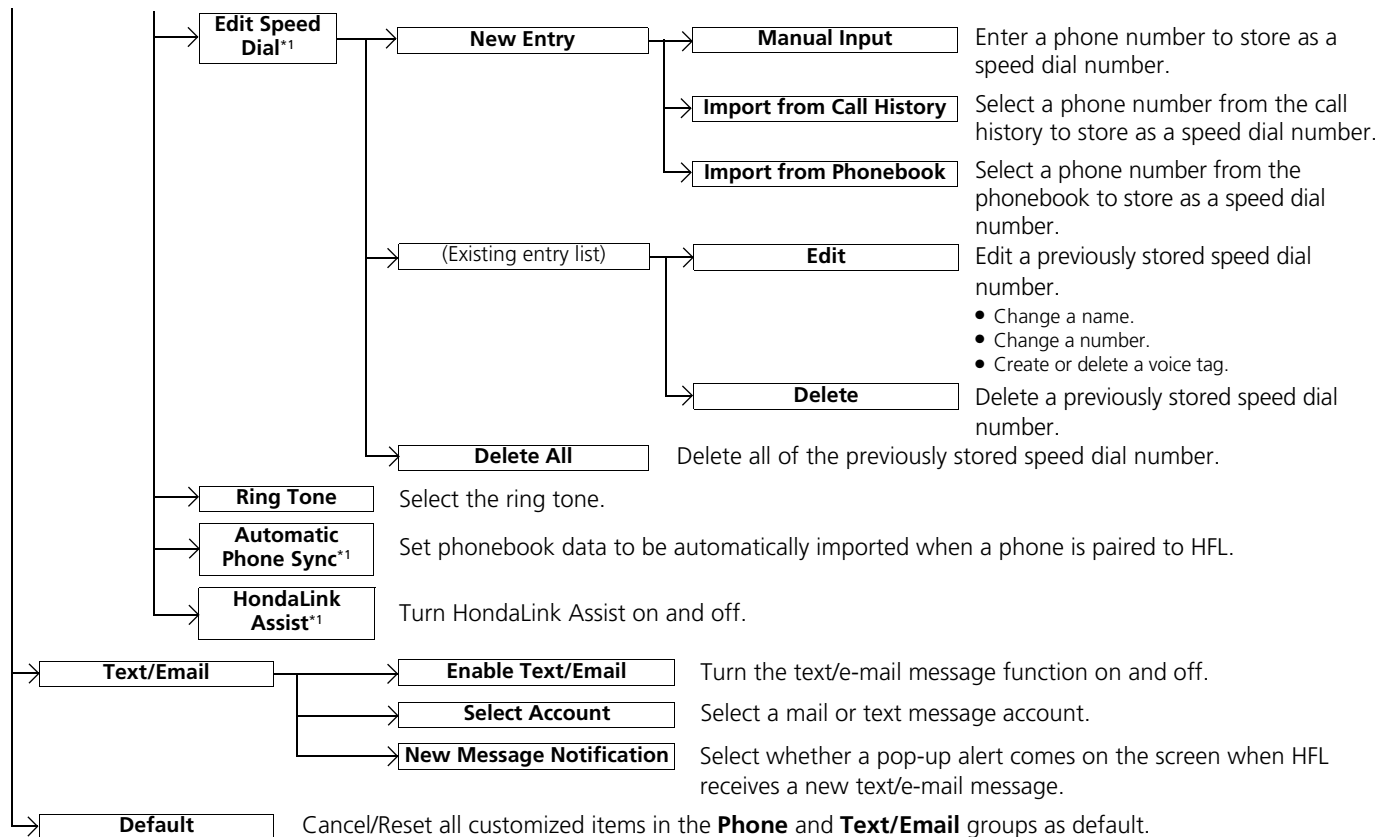 Edit Speed
Dial*1
New Entry
Manual Input
Enter a phone number to store as a
speed dial number.
Import from Call History
Select a phone number from the call
history to store as a speed dial number.
Import from Phonebook
Select a phone number from the
phonebook to store as a speed dial
number.
(Existing entry list)
Edit
Edit a previously stored speed dial
number.
● Change a name.
● Change a number.
● Create or delete a voice tag.
Delete
Delete a previously stored speed dial
number.
Delete All
Delete all of the previously stored speed dial number.
Ring Tone
Select the ring tone.
Automatic
Phone Sync*1
Set phonebook data to be automatically imported when a phone is paired to HFL.
HondaLink
Assist*1
Turn HondaLink Assist on and off.
Text/Email
Enable Text/Email
Turn the text/e-mail message function on and off.
Select Account
Select a mail or text message account.
New Message Notification
Select whether a pop-up alert comes on the screen when HFL
receives a new text/e-mail message.
Default
Cancel/Reset all customized items in the Phone and Text/Email groups as default.